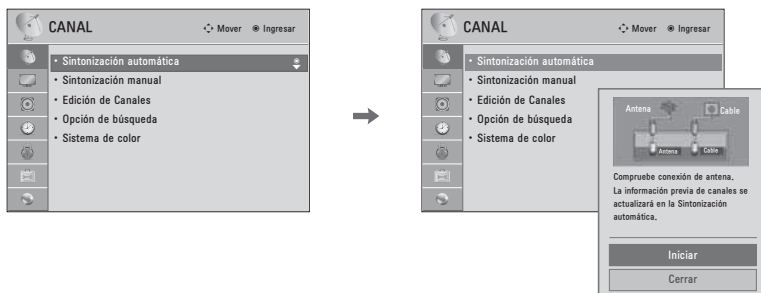 CANAL
Mover
Ingresar
• Sintonización automática
• Sintonización manual
• Edición de Canales
• Opción de búsqueda
• Sistema de color
CANAL
Mover
Ingresar
• Sintonización automática
• Sintonización manual
• Edición de Canales
• Opción de búsqueda
• Sistema de color
Antena
Cable
Antena
Cable
Compruebe conexión de antena.
La información previa de canales se
actualizará en la Sintonización
automática.
Iniciar
Cerrar